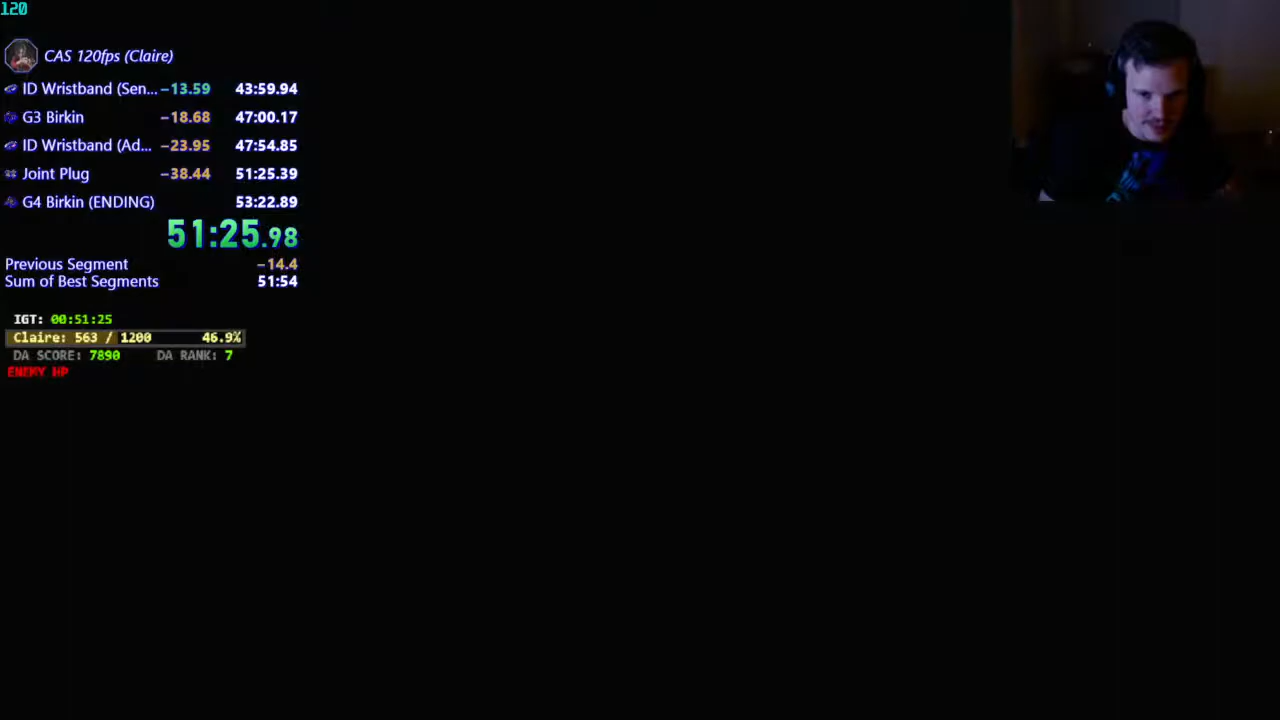 120
CAS 120fps (Claire)
ID Wristband (Sen... -13.59 43:59.94
G3 Birkin -18.68 47:00.17
ID Wristband (Ad... -23.95 47:54.85
Joint Plug -38.44 51:25.39
G4 Birkin (ENDING) 53:22.89
51:25.98
Previous Segment -14.4
Sum of Best Segments 51:54
IGT: 00:51:25
Claire: 563 / 1200 46.9%
DA SCORE: 7890 DA RANK: 7
ENEMY HP